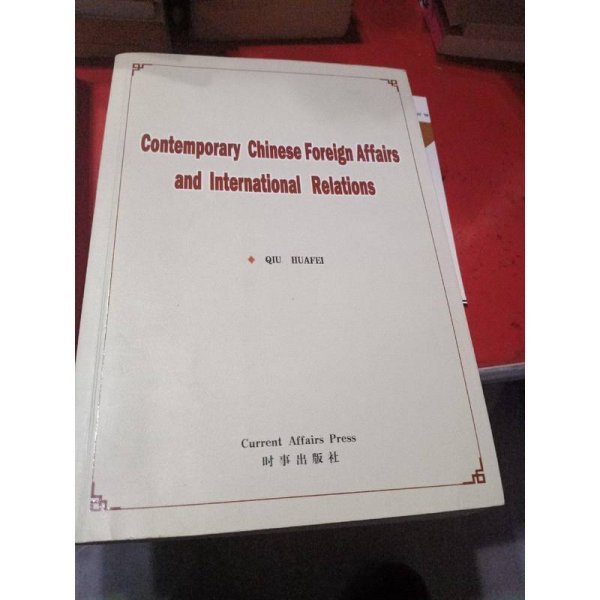 Contemporary Chinese Foreign Affairs
and International Relations
QIU HUAFEI
Current Affairs Press
时事出版社